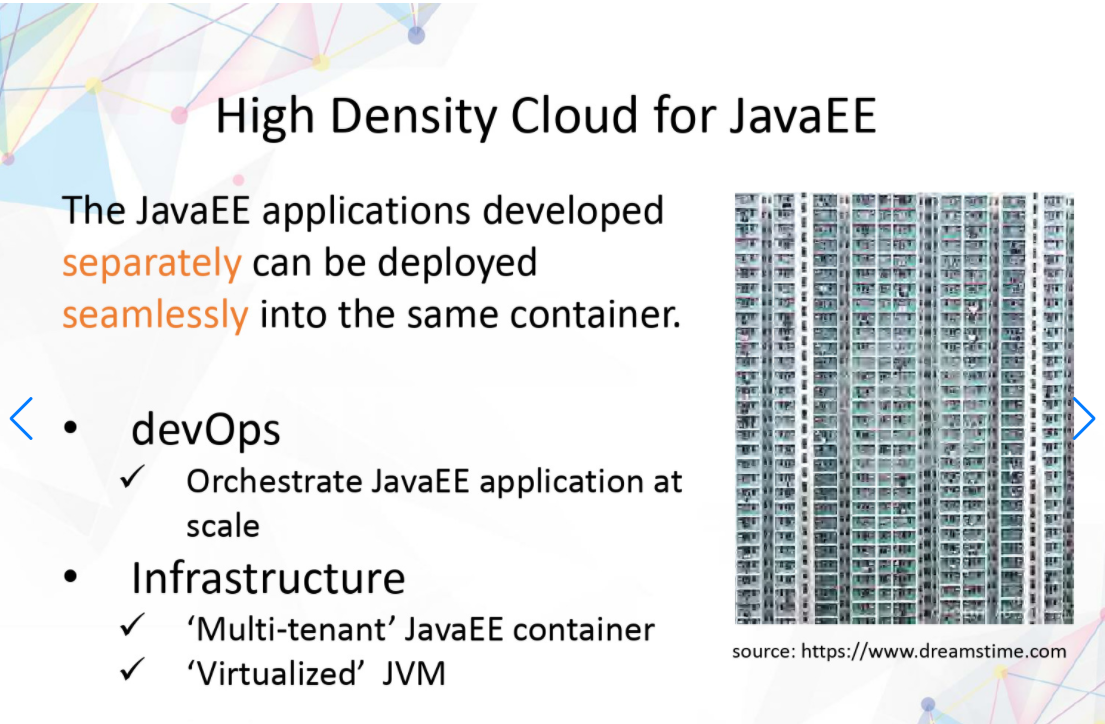 High Density Cloud for JavaEE
The JavaEE applications developed
separately can be deployed
seamlessly into the same container.
• devOps
✓ Orchestrate JavaEE application at
scale
• Infrastructure
✓ ‘Multi-tenant’ JavaEE container
✓ ‘Virtualized’ JVM
source: https://www.dreamstime.com